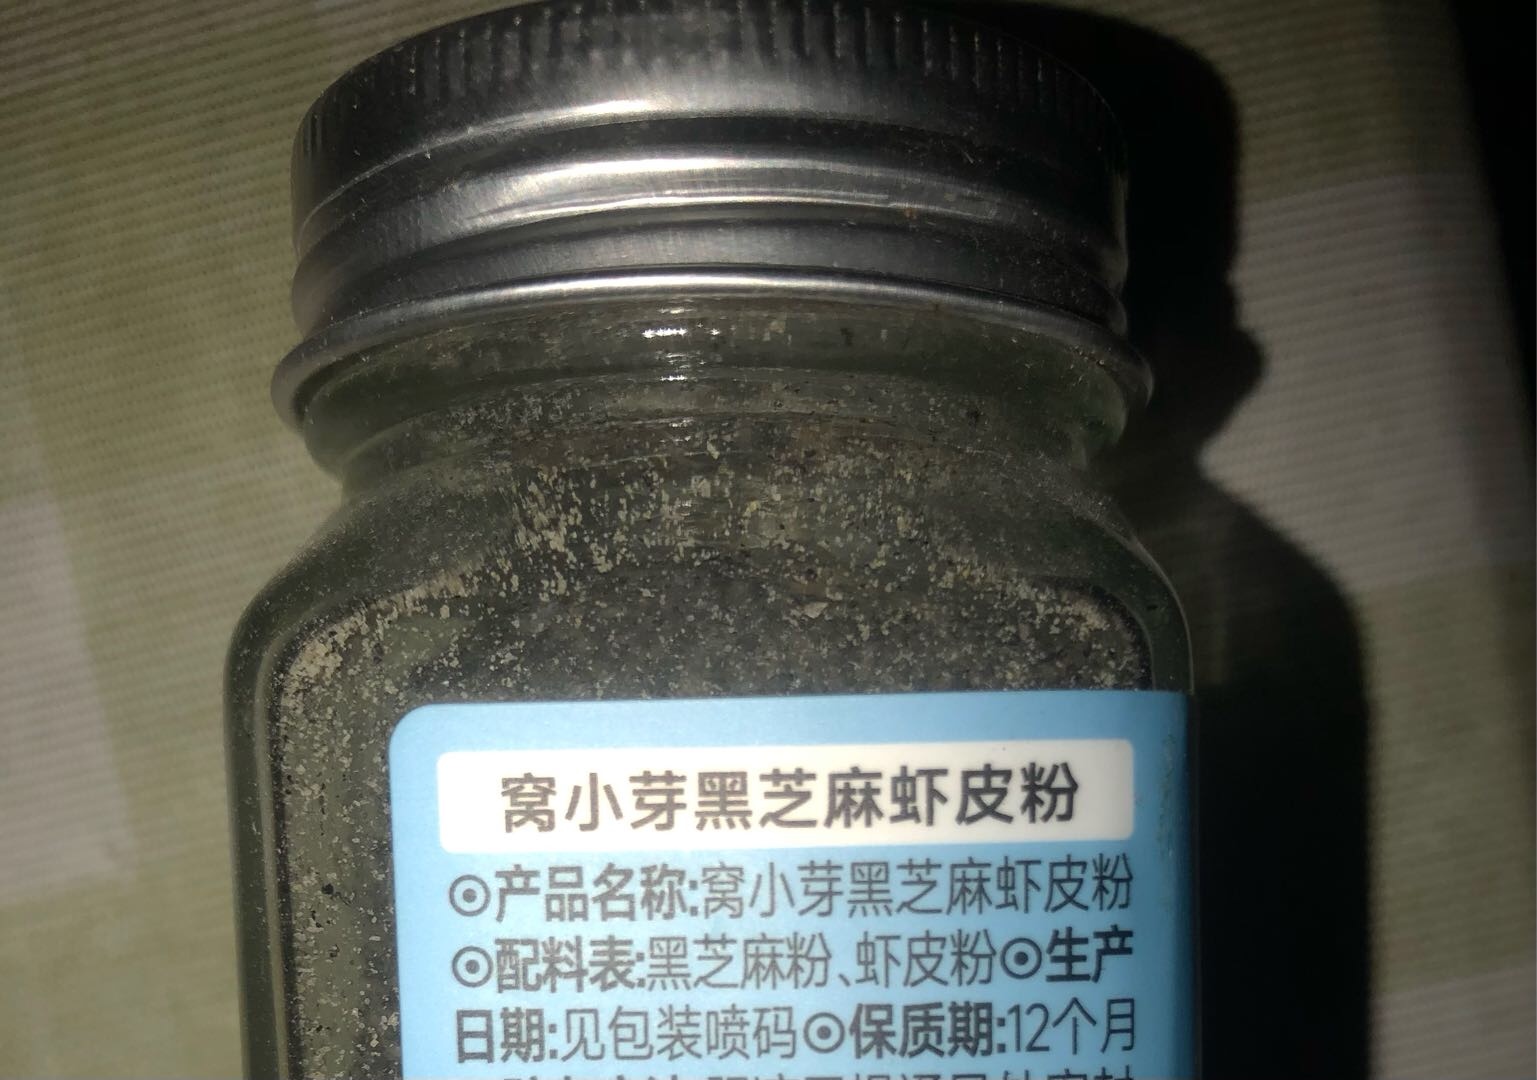 窝小芽黑芝麻虾皮粉
⊙产品名称:窝小芽黑芝麻虾皮粉
⊙配料表:黑芝麻粉、虾皮粉⊙生产
日期:见包装喷码⊙保质期:12个月